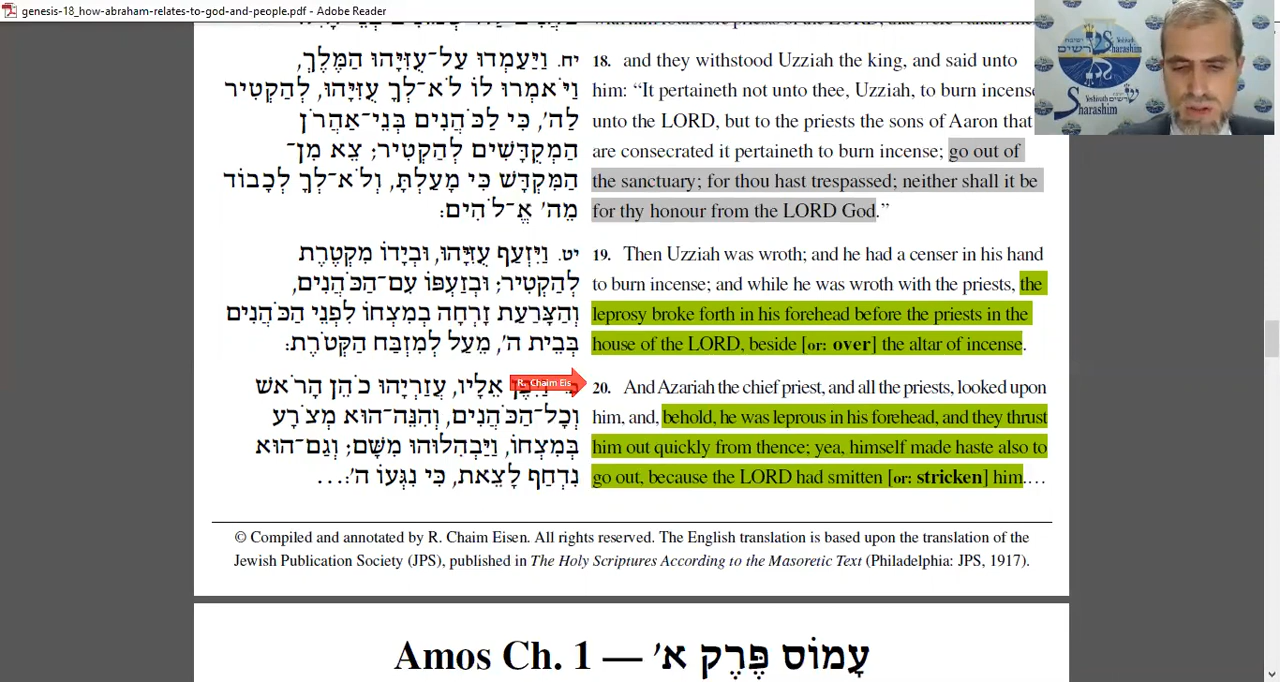 genesis-18_how-abraham-relates-to-god-and-people.pdf - Adobe Reader
יח. וַיַּעַמְדוּ עַל־עֻזִּיָּהוּ הַמֶּלֶךְ,
וַיֹּאמְרוּ לוֹ לֹא־לְךָ עֻזִּיָּהוּ, לְהַקְטִיר
לַה', כִּי לַכֹּהֲנִים בְּנֵי־אַהֲרֹן
הַמְקֻדָּשִׁים לְהַקְטִיר; צֵא מִן־
הַמִּקְדָּשׁ כִּי מָעַלְתָּ, וְלֹא־לְךָ לְכָבוֹד
מֵה' אֱ־לֹהִים:
18. and they withstood Uzziah the king, and said unto
him: “It pertaineth not unto thee, Uzziah, to burn incense
unto the LORD, but to the priests the sons of Aaron that
are consecrated it pertaineth to burn incense; go out of
the sanctuary; for thou hast trespassed; neither shall it be
for thy honour from the LORD God.”
יט. וַיִּזְעַף עֻזִּיָּהוּ, וּבְיָדוֹ מִקְטֶרֶת
לְהַקְטִיר; וּבְזַעְפּוֹ עִם־הַכֹּהֲנִים,
וְהַצָּרַעַת זָרְחָה בְמִצְחוֹ לִפְנֵי הַכֹּהֲנִים
בְּבֵית ה', מֵעַל לְמִזְבַּח הַקְּטֹרֶת:
19. Then Uzziah was wroth; and he had a censer in his hand
to burn incense; and while he was wroth with the priests, the
leprosy broke forth in his forehead before the priests in the
house of the LORD, beside [or: over] the altar of incense.
אֵלָיו, עֲזַרְיָהוּ כֹהֵן הָרֹאשׁ
וְכָל־הַכֹּהֲנִים, וְהִנֵּה־הוּא מְצֹרָע
בְּמִצְחוֹ, וַיַּבְהִלוּהוּ מִשָּׁם; וְגַם־הוּא
נִדְחַף לָצֵאת, כִּי נִגְּעוֹ ה':...
R. Chaim Eis
20. And Azariah the chief priest, and all the priests, looked upon
him, and, behold, he was leprous in his forehead, and they thrust
him out quickly from thence; yea, himself made haste also to
go out, because the LORD had smitten [or: stricken] him....
© Compiled and annotated by R. Chaim Eisen. All rights reserved. The English translation is based upon the translation of the
Jewish Publication Society (JPS), published in The Holy Scriptures According to the Masoretic Text (Philadelphia: JPS, 1917).
Amos Ch. 1 — עָמוֹס פֶּרֶק א'
Yeshivath
Sharashim